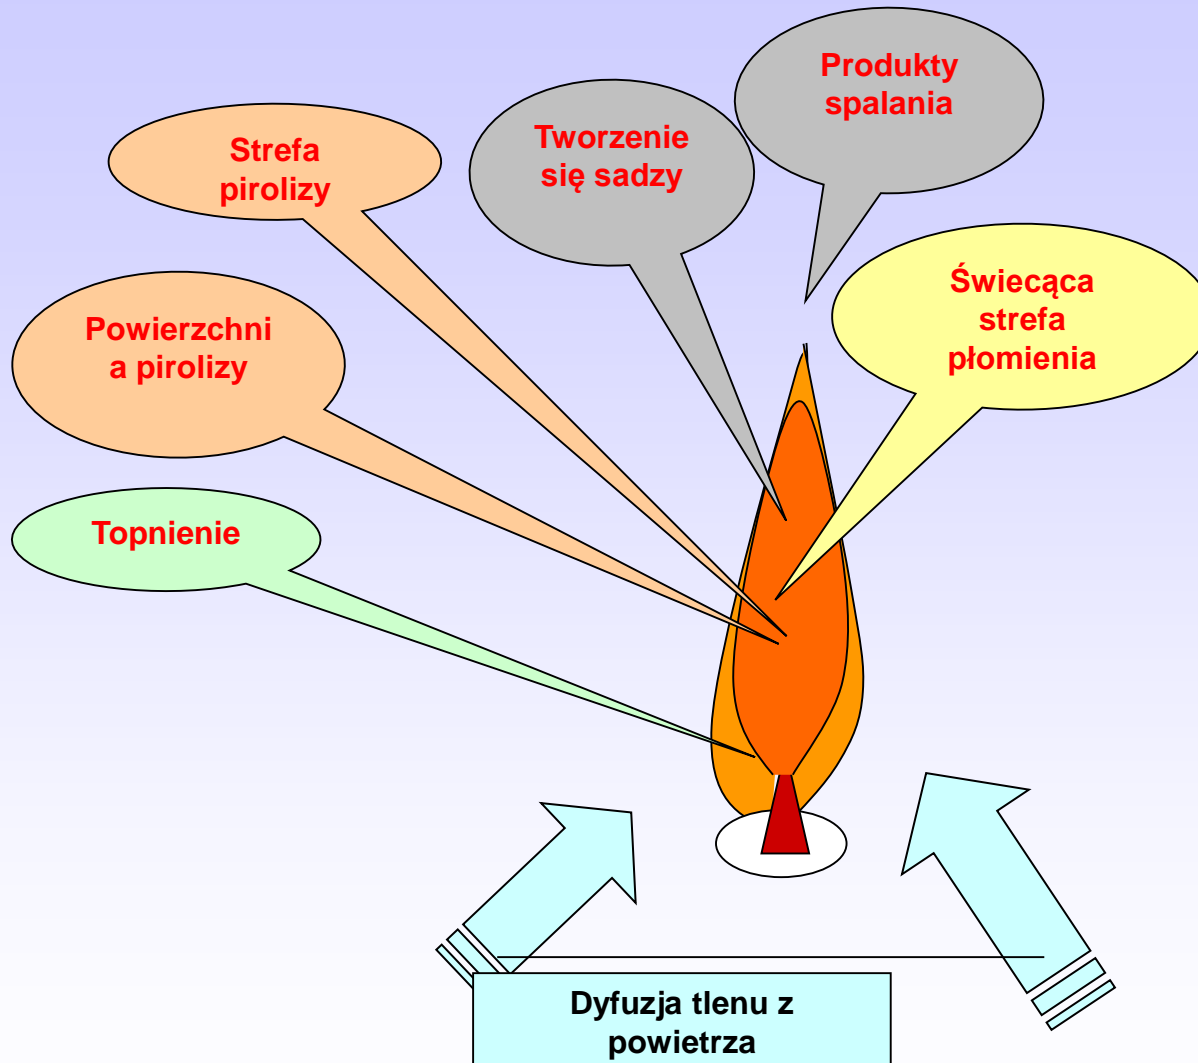 Produkty
spalania
Tworzenie
się sadzy
Strefa
pirolizy
Świecąca
strefa
płomienia
Powierzchni
a pirolizy
Topnienie
Dyfuzja tlenu z
powietrza